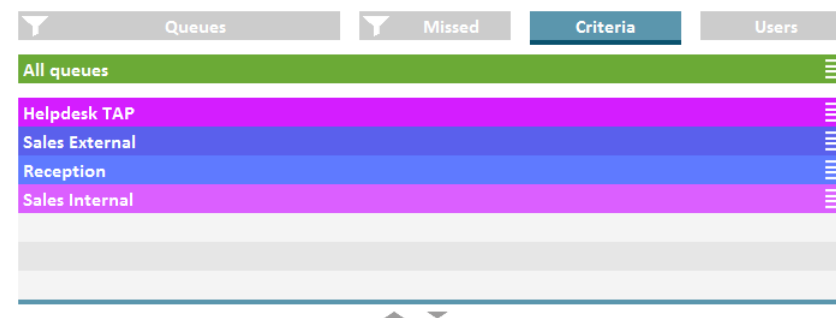 Queues Missed Criteria Users
All queues
Helpdesk TAP
Sales External
Reception
Sales Internal